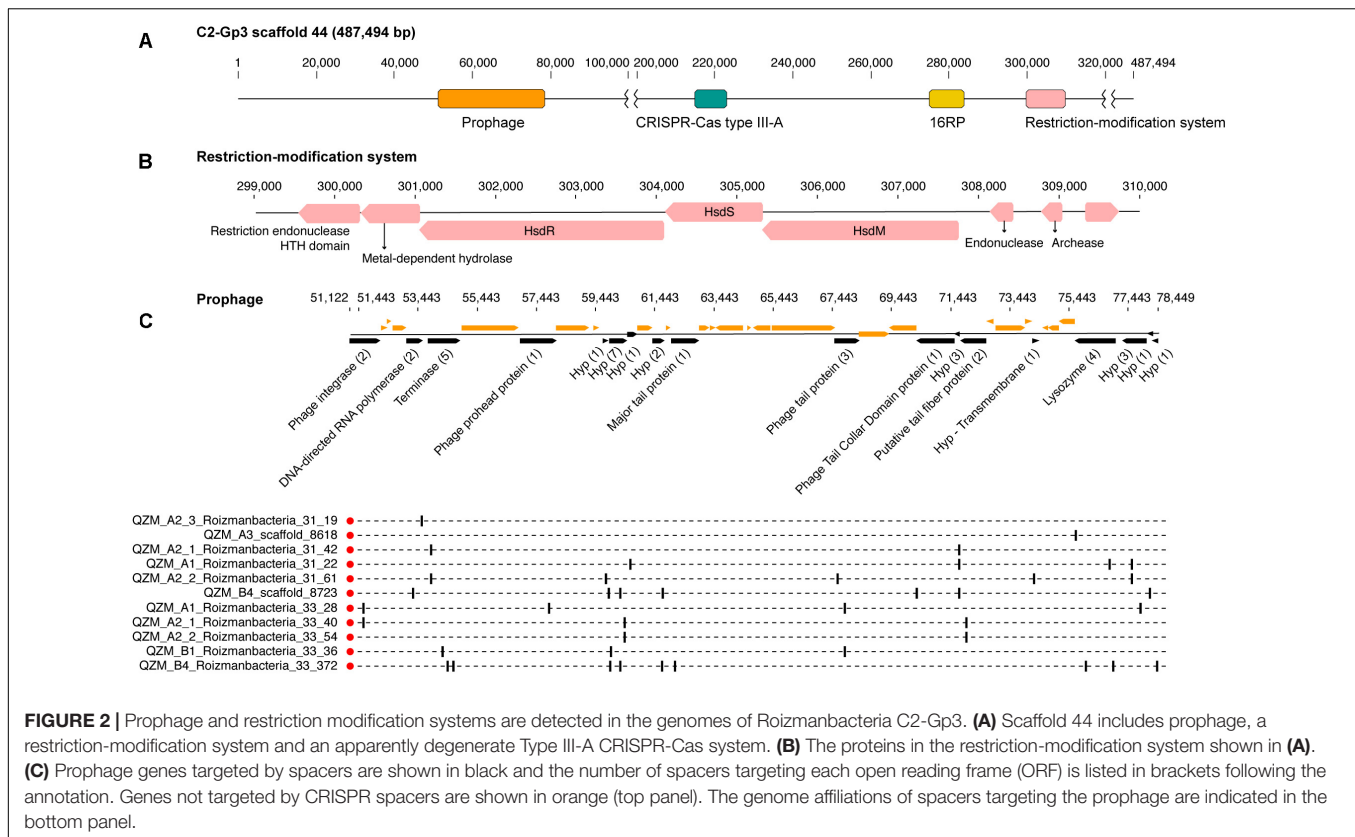 A
C2-Gp3 scaffold 44 (487,494 bp)
1 20,000 40,000 60,000 80,000 100,000 200,000 220,000 240,000 260,000 280,000 300,000 320,000 487,494
Prophage CRISPR-Cas type III-A 16RP Restriction-modification system
B
Restriction-modification system
299,000 300,000 301,000 302,000 303,000 304,000 305,000 306,000 307,000 308,000 309,000 310,000
HsdS
HsdR HsdM
Restriction endonuclease
HTH domain
Metal-dependent hydrolase
Endonuclease Archease
C
Prophage
51,122 51,443 53,443 55,443 57,443 59,443 61,443 63,443 65,443 67,443 69,443 71,443 73,443 75,443 77,443 78,449
Phage integrase (2)
DNA-directed RNA polymerase (2)
Terminase (5)
Phage prohead protein (1)
Hyp (1)
Hyp (7)
Hyp (1)
Hyp (2)
Major tail protein (1)
Phage tail protein (3)
Phage Tail Collar Domain protein (1)
Hyp (3)
Putative tail fiber protein (2)
Hyp - Transmembrane (1)
Lysozyme (4)
Hyp (3)
Hyp (1)
Hyp (1)
QZM_A2_3_Roizmanbacteria_31_19
QZM_A3_scaffold_8618
QZM_A2_1_Roizmanbacteria_31_42
QZM_A1_Roizmanbacteria_31_22
QZM_A2_2_Roizmanbacteria_31_61
QZM_B4_scaffold_8723
QZM_A1_Roizmanbacteria_33_28
QZM_A2_1_Roizmanbacteria_33_40
QZM_A2_2_Roizmanbacteria_33_54
QZM_B1_Roizmanbacteria_33_36
QZM_B4_Roizmanbacteria_33_372
FIGURE 2 | Prophage and restriction modification systems are detected in the genomes of Roizmanbacteria C2-Gp3. (A) Scaffold 44 includes prophage, a
restriction-modification system and an apparently degenerate Type III-A CRISPR-Cas system. (B) The proteins in the restriction-modification system shown in (A).
(C) Prophage genes targeted by spacers are shown in black and the number of spacers targeting each open reading frame (ORF) is listed in brackets following the
annotation. Genes not targeted by CRISPR spacers are shown in orange (top panel). The genome affiliations of spacers targeting the prophage are indicated in the
bottom panel.